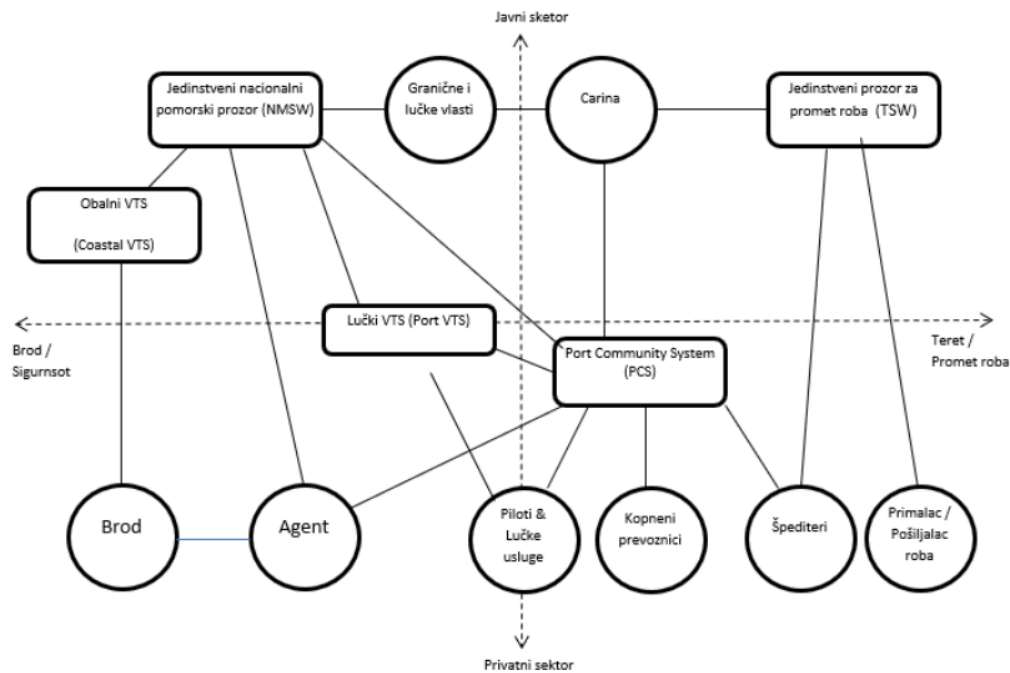 Javni sketor
Jedinstveni nacionalni
pomorski prozor (NMSW)
Granične i
lučke vlasti
Carina
Jedinstveni prozor za
promet roba (TSW)
Obalni VTS
(Coastal VTS)
Lučki VTS (Port VTS)
Brod /
Sigurnsot
Teret /
Promet roba
Port Community System
(PCS)
Brod
Agent
Piloti &
Lučke
usluge
Kopneni
prevoznici
Špediteri
Primalac /
Pošiljalac
roba
Privatni sektor